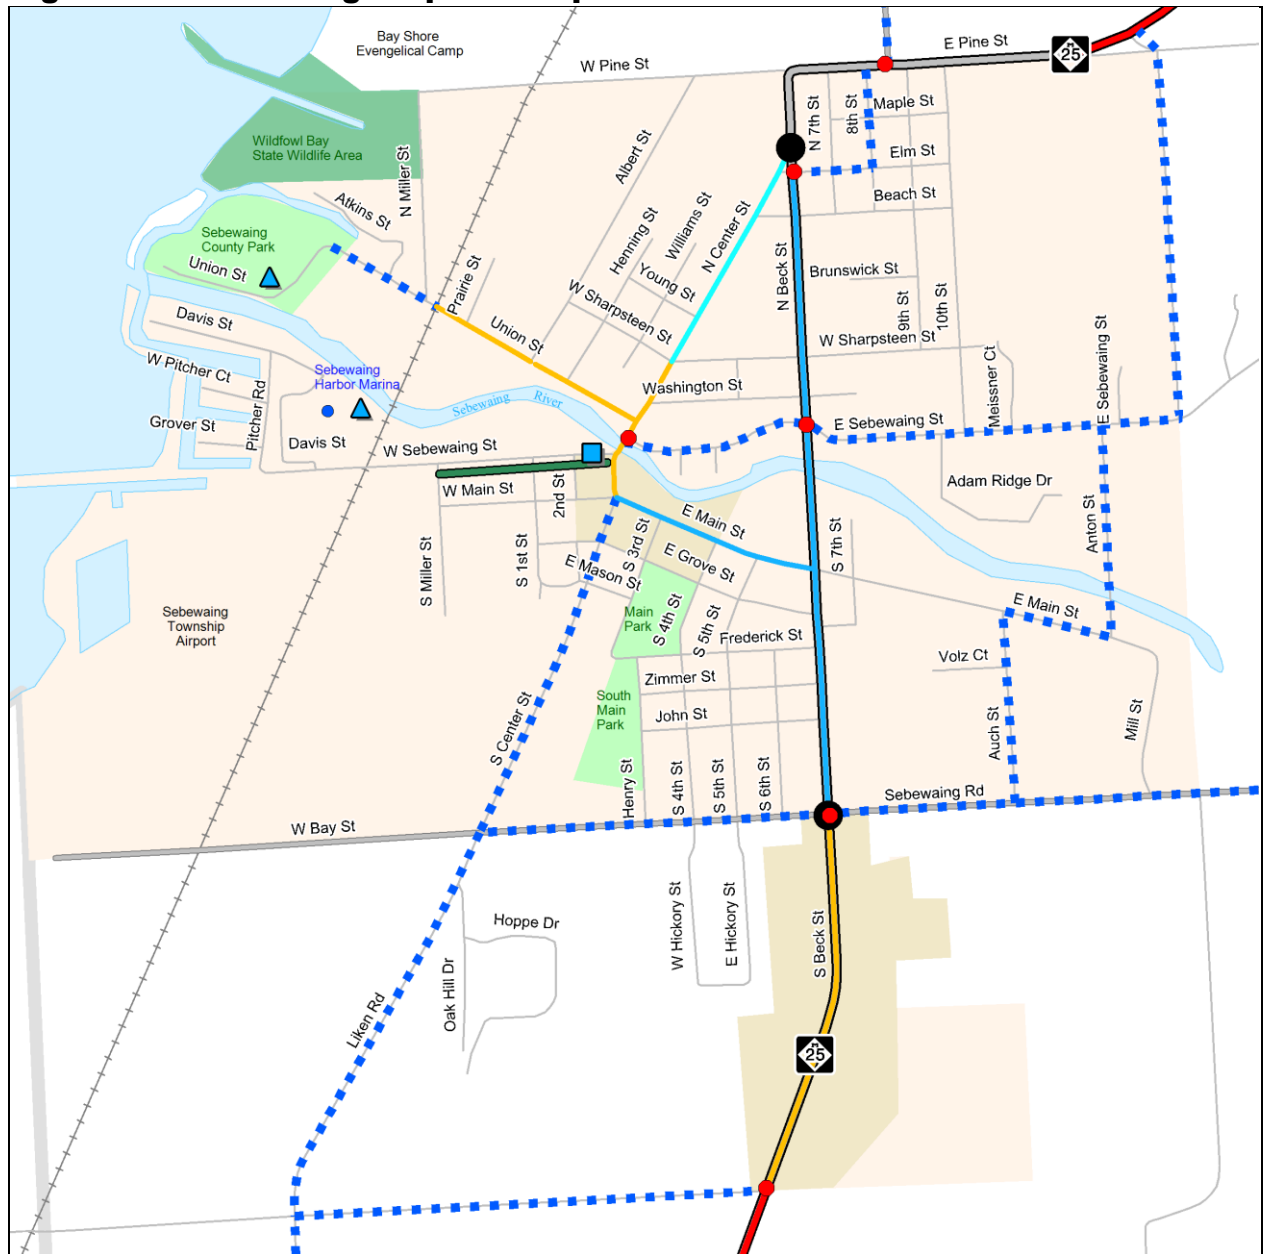 Bay Shore
Evengelical Camp
W Pine St
E Pine St
M
25
N 7th St
8th St
Maple St
Elm St
Beach St
Wildfowl Bay
State Wildlife Area
N Miller St
Albert St
Atkins St
Sebewaing
County Park
Union St
Henning St
Williams St
N Center St
Young St
N Beck St
Brunswick St
9th St
10th St
Prairie St
W Sharpsteen St
W Sharpsteen St
Union St
Davis St
W Pitcher Ct
Pitcher Rd
Sebewaing
Harbor Marina
Washington St
Meissner Ct
E Sebewaing St
Sebewaing River
Grover St
Davis St
W Sebewaing St
E Sebewaing St
W Main St
2nd St
Adam Ridge Dr
E Main St
Anton St
S Miller St
S 1st St
S 3rd St
E Mason St
E Grove St
S 7th St
Sebewaing
Township
Airport
Main
Park
S 4th St
S 5th St
Frederick St
E Main St
Volz Ct
Zimmer St
South
Main
Park
John St
S Center St
Auch St
Mill St
Henry St
S 4th St
S 5th St
S 6th St
Sebewaing Rd
W Bay St
Hoppe Dr
W Hickory St
E Hickory St
S Beck St
Oak Hill Dr
Liken Rd
M
25